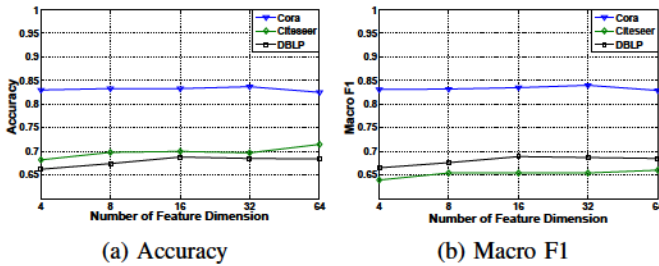 1
0.95
0.9
0.85
0.8
0.75
0.7
0.65
Accuracy
4 8 16 32 64
Number of Feature Dimension
Cora
Citeseer
DBLP
(a) Accuracy
1
0.95
0.9
0.85
0.8
0.75
0.7
0.65
Macro F1
4 8 16 32 64
Number of Feature Dimension
Cora
Citeseer
DBLP
(b) Macro F1